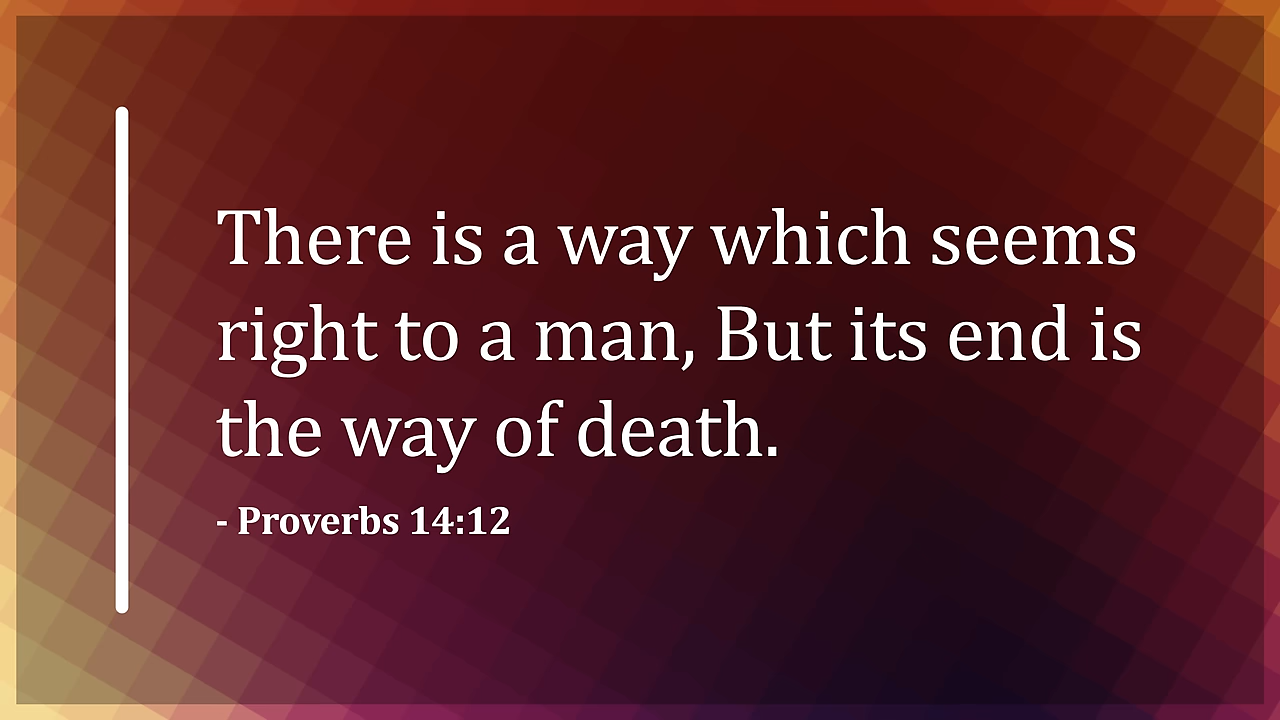 There is a way which seems
right to a man, But its end is
the way of death.
- Proverbs 14:12